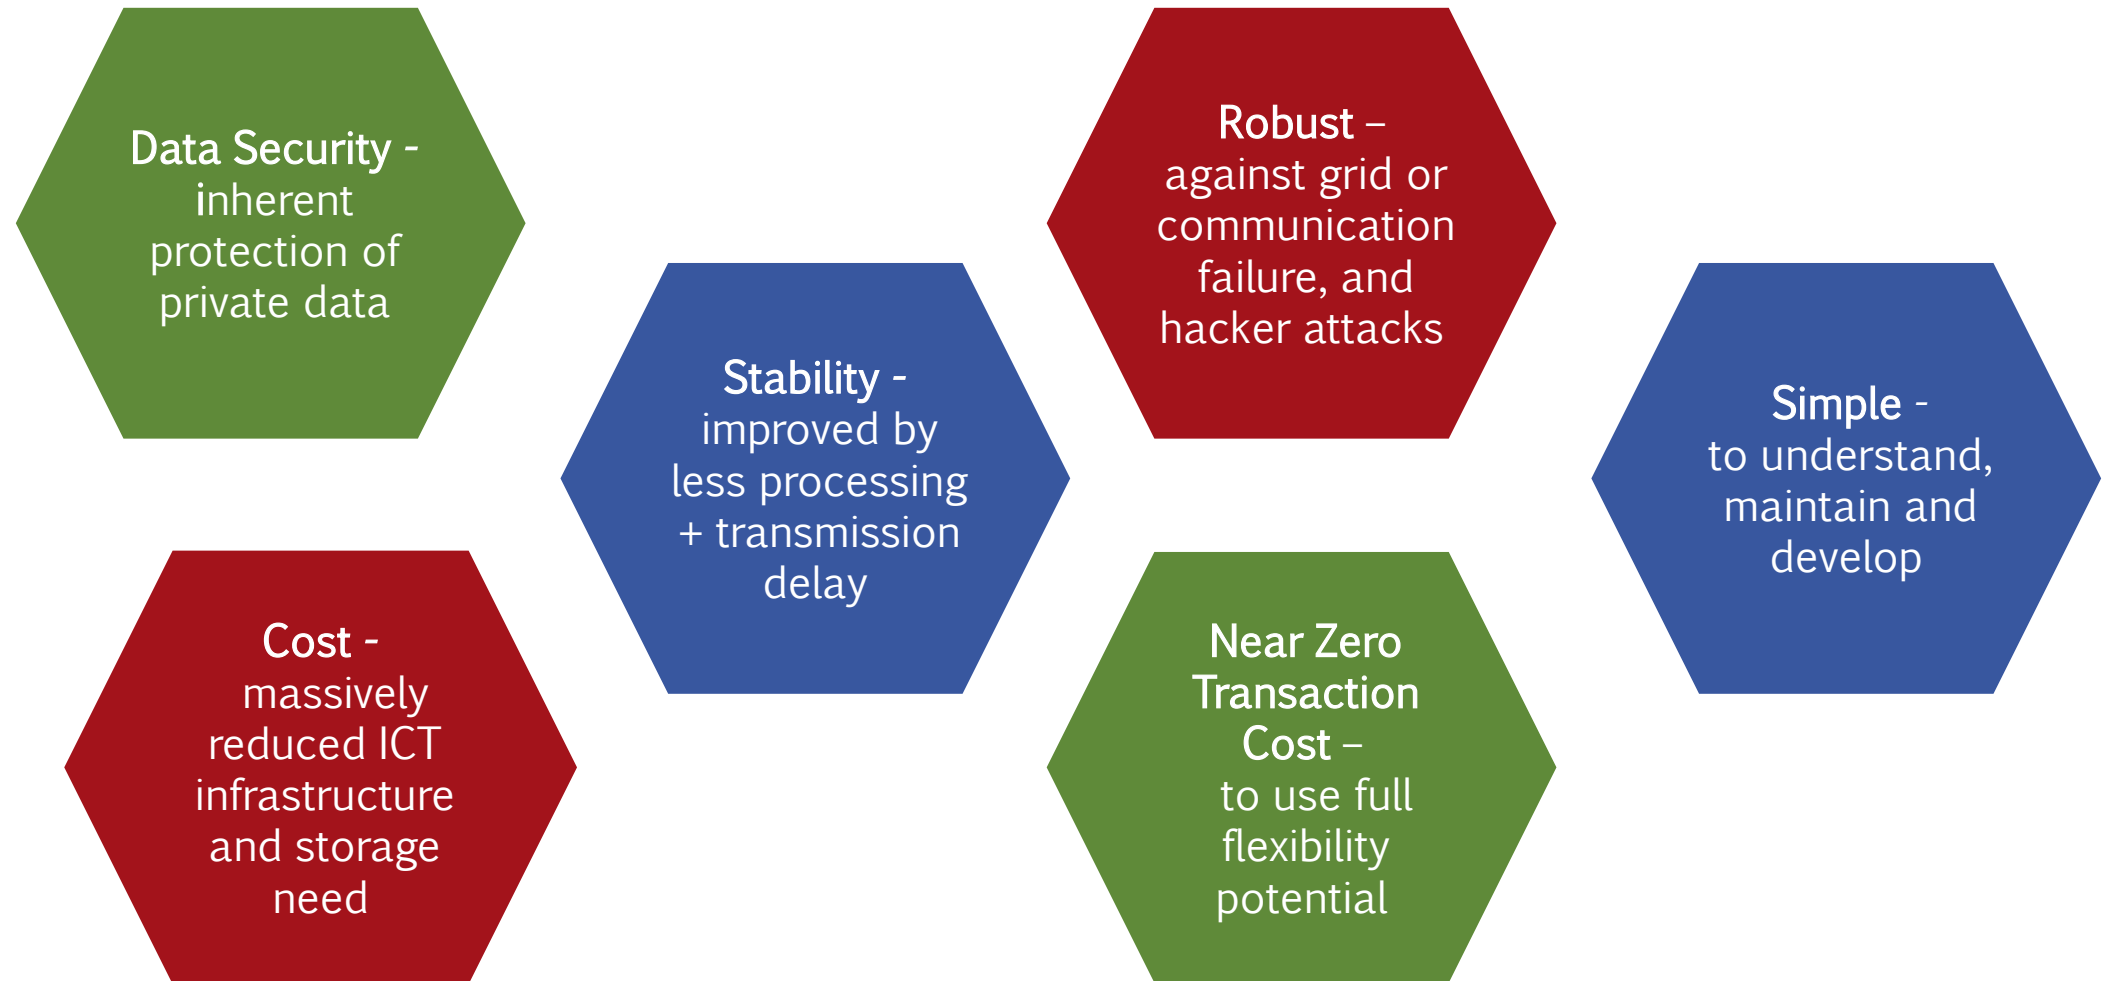 Data Security -
inherent
protection of
private data
Cost -
massively
reduced ICT
infrastructure
and storage
need
Stability -
improved by
less processing
+ transmission
delay
Robust –
against grid or
communication
failure, and
hacker attacks
Near Zero
Transaction
Cost –
to use full
flexibility
potential
Simple -
to understand,
maintain and
develop